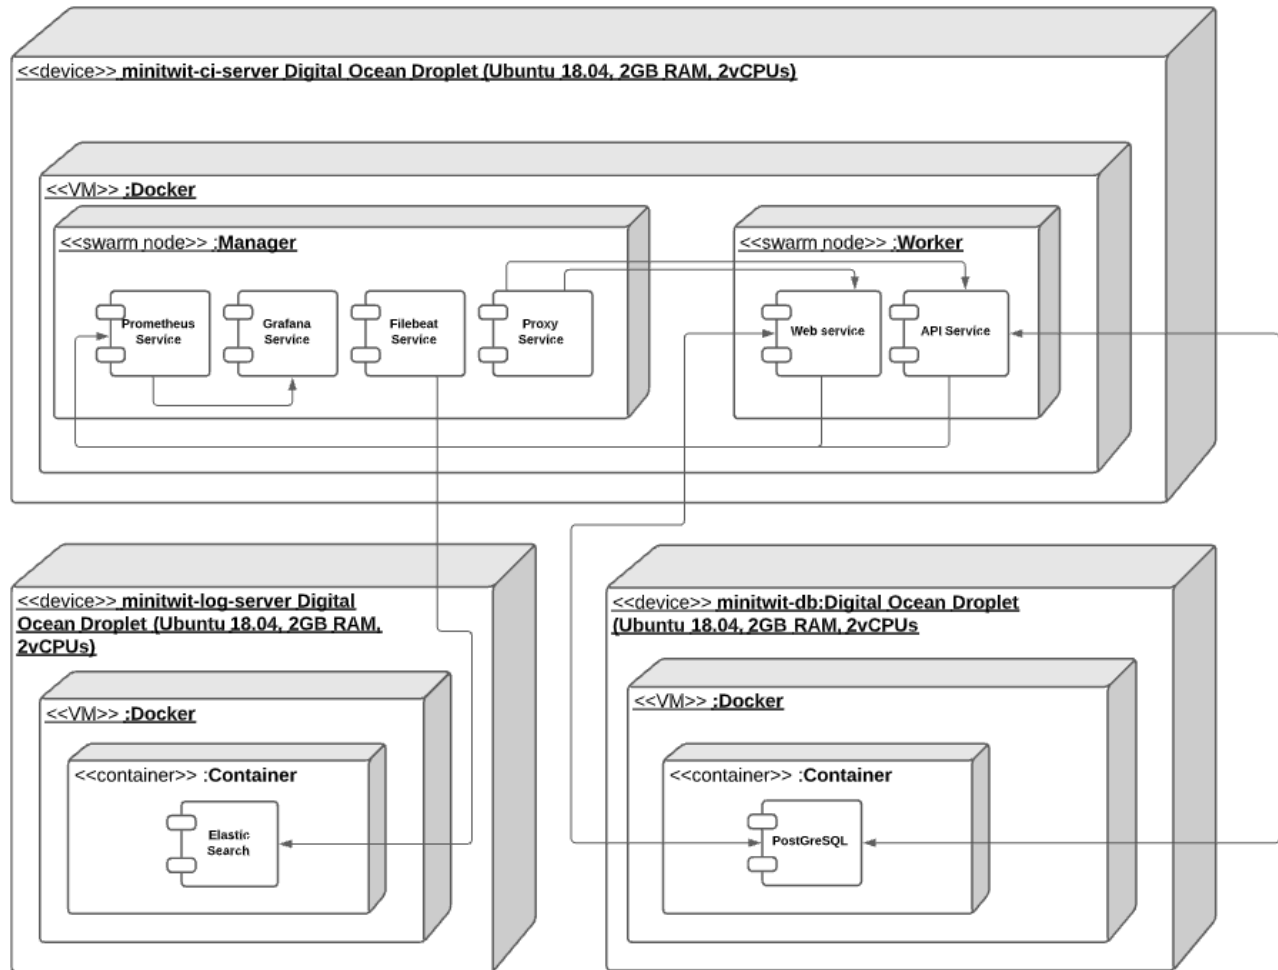 <<device>> minitwit-ci-server Digital Ocean Droplet (Ubuntu 18.04, 2GB RAM, 2vCPUs)
<<VM>> :Docker
<<swarm node>> :Manager
<<swarm node>> :Worker
Prometheus
Service
Grafana
Service
Filebeat
Service
Proxy
Service
Web service
API Service
<<device>> minitwit-log-server Digital
Ocean Droplet (Ubuntu 18.04, 2GB RAM,
2vCPUs)
<<VM>> :Docker
<<container>> :Container
Elastic
Search
<<device>> minitwit-db:Digital Ocean Droplet
(Ubuntu 18.04, 2GB RAM, 2vCPUs
<<VM>> :Docker
<<container>> :Container
PostGreSQL